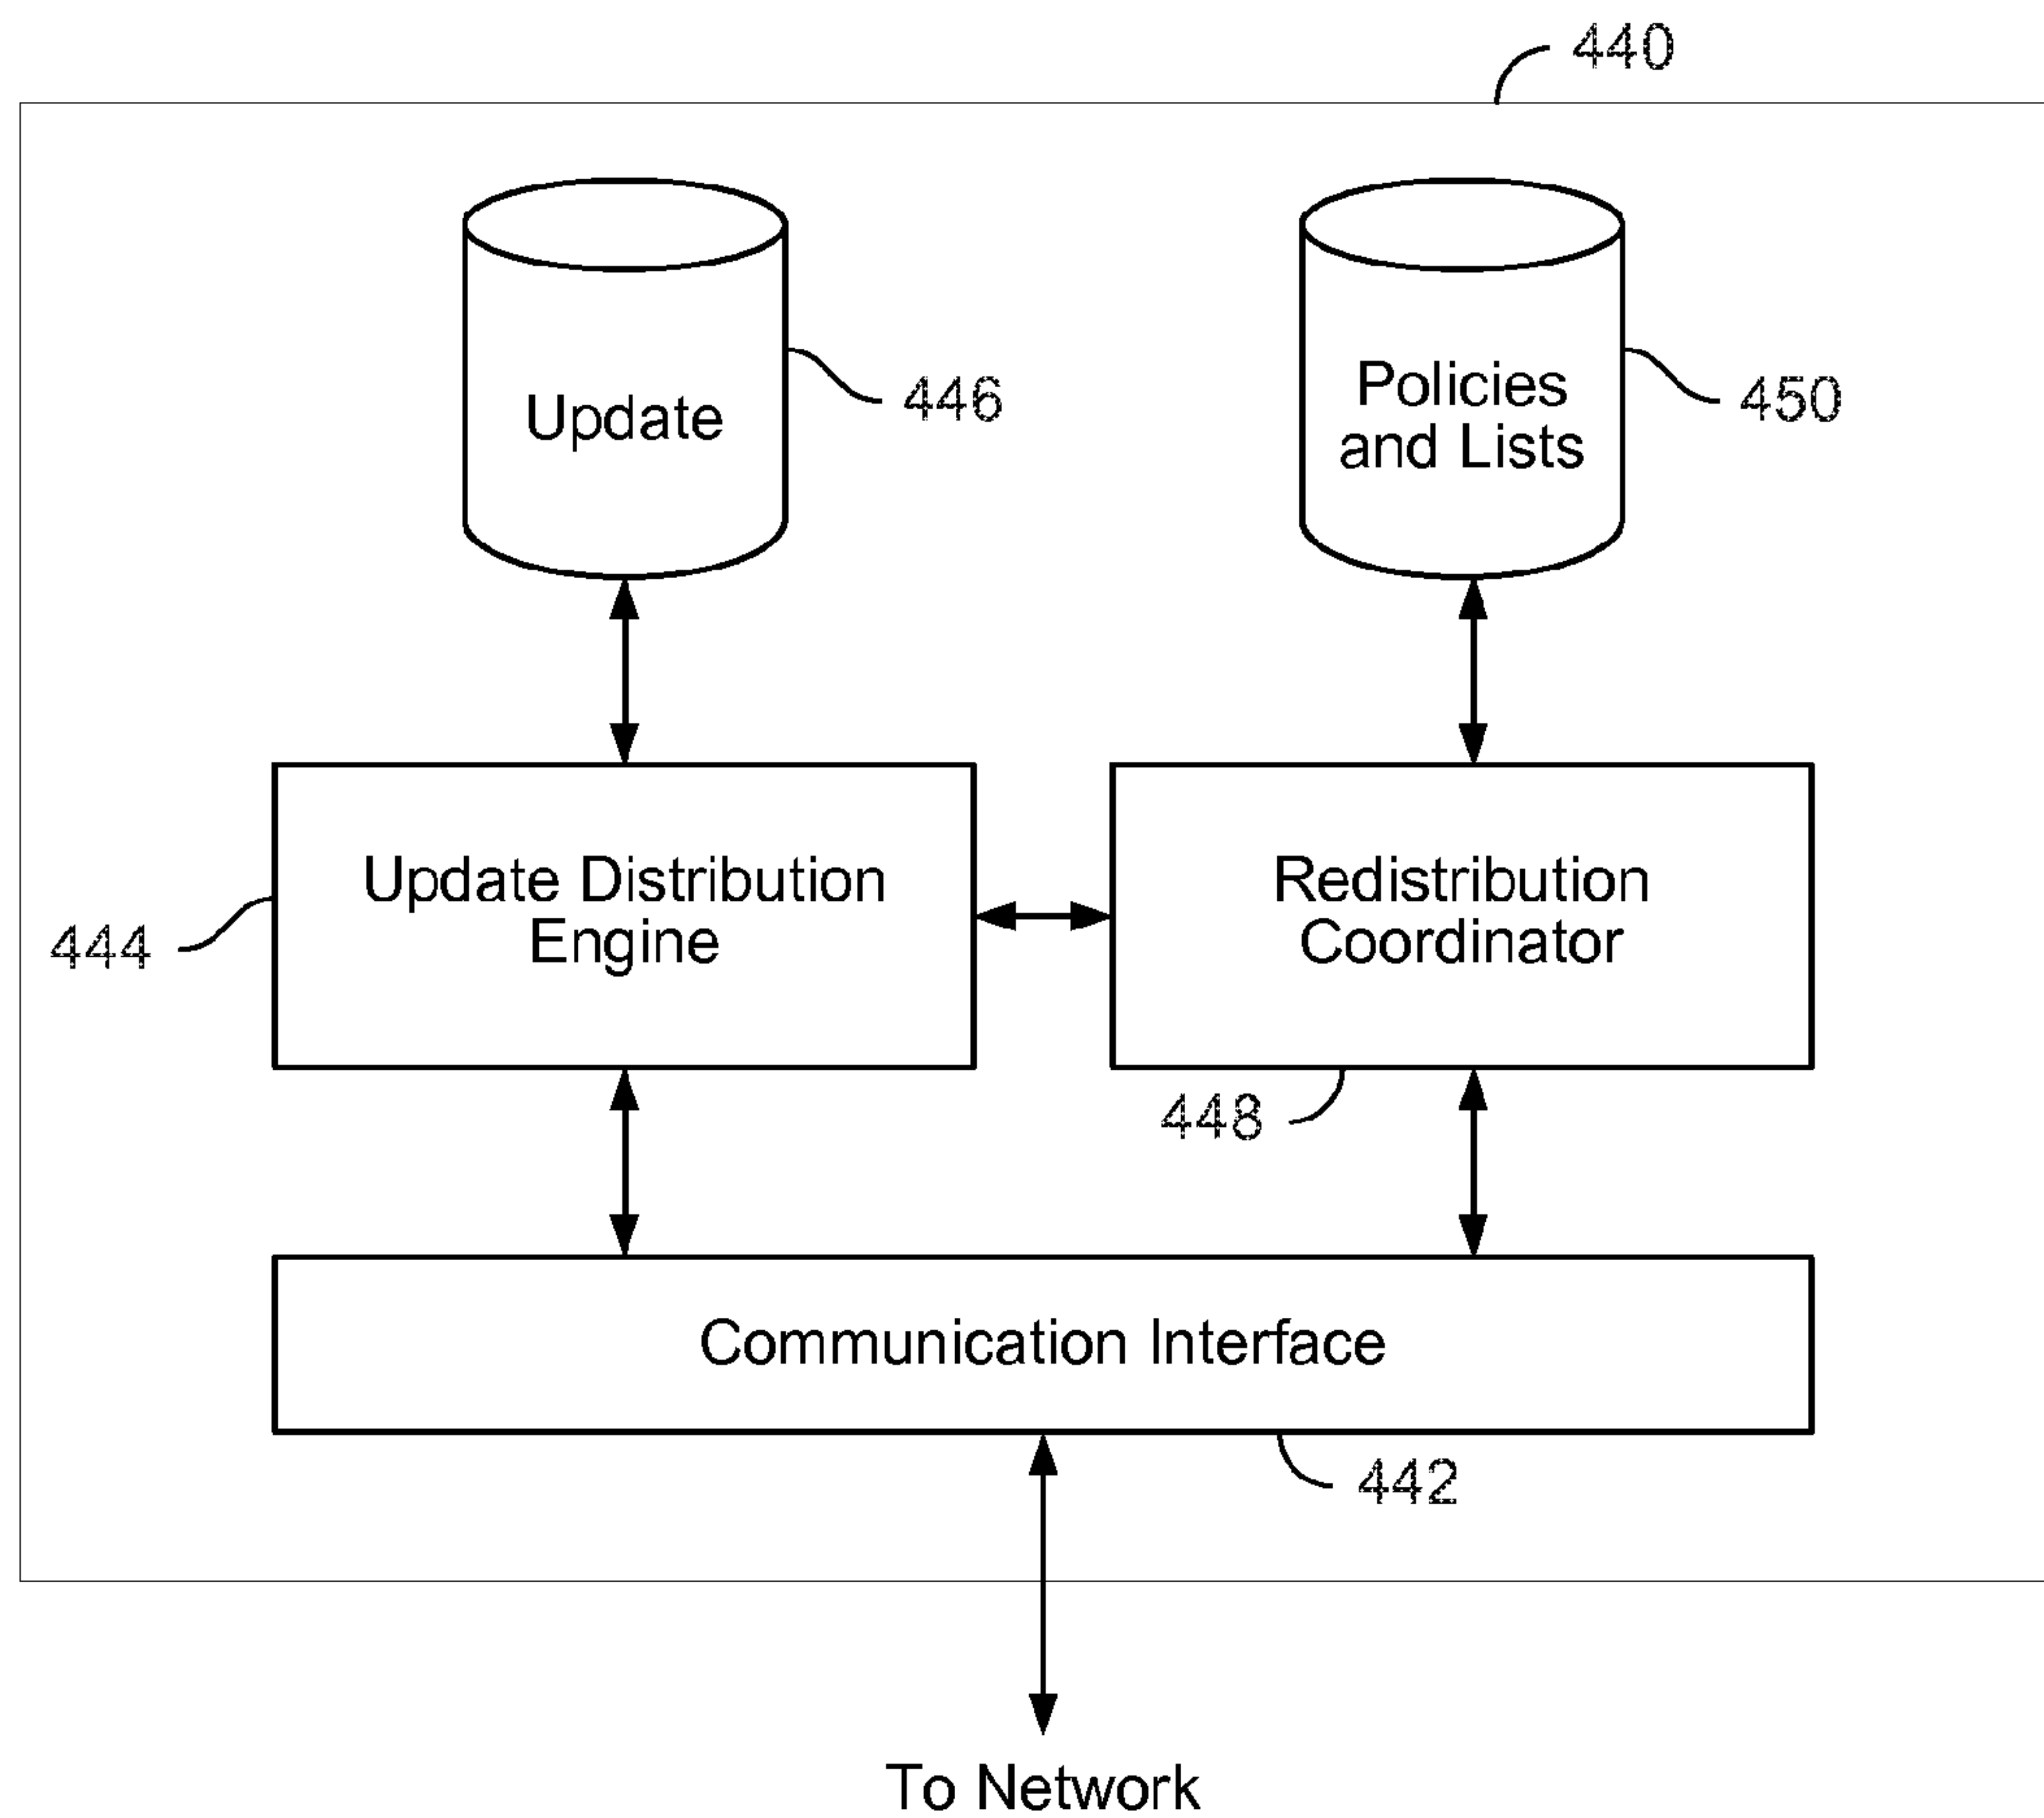 440
Update
446
Policies
and Lists
450
Update Distribution
Engine
444
Redistribution
Coordinator
448
Communication Interface
442
To Network